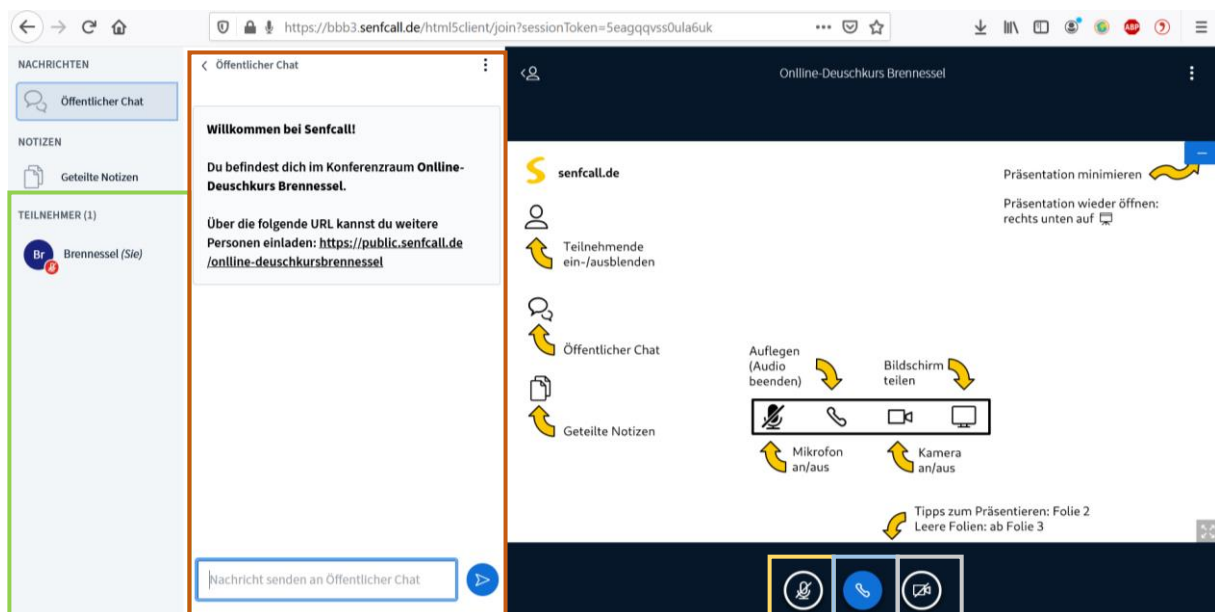 https://bbb3.senfcall.de/html5client/join?sessionToken=5eagqqvss0ula6uk
ABP
NACHRICHTEN
Öffentlicher Chat
NOTIZEN
Geteilte Notizen
TEILNEHMER (1)
Br
Brennessel (Sie)
Öffentlicher Chat
Willkommen bei Senfcall!
Du befindest dich im Konferenzraum Onlline-
Deuschkurs Brennessel.
Über die folgende URL kannst du weitere
Personen einladen: https://public.senfcall.de
/onlline-deuschkursbrennessel
Nachricht senden an Öffentlicher Chat
Onlline-Deuschkurs Brennessel
senfcall.de
Teilnehmende
ein-/ausblenden
Öffentlicher Chat
Geteilte Notizen
Präsentation minimieren
Präsentation wieder öffnen:
rechts unten auf
Auflegen
(Audio
beenden)
Bildschirm
teilen
Mikrofon
an/aus
Kamera
an/aus
Tipps zum Präsentieren: Folie 2
Leere Folien: ab Folie 3